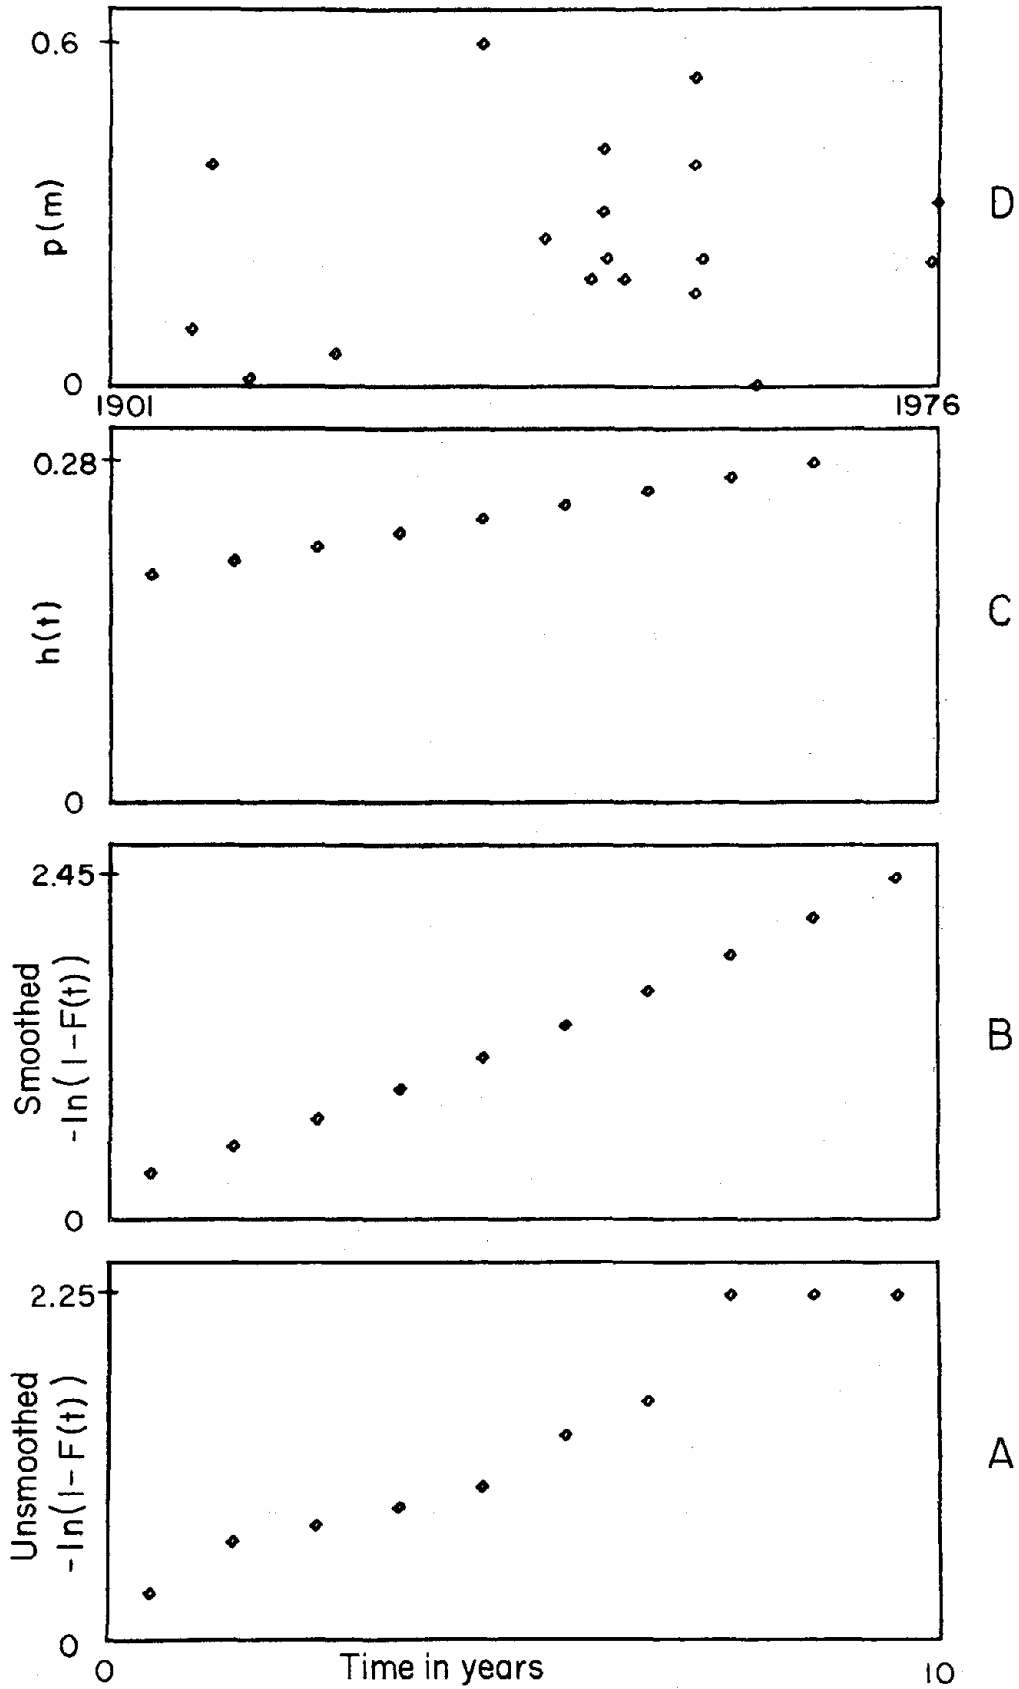 0.6
p(m)
D
0
1901
1976
0.28
h(t)
C
0
2.45
Smoothed
-ln(1-F(t))
B
0
2.25
Unsmoothed
-ln(1-F(t))
A
0
0
Time in years
10